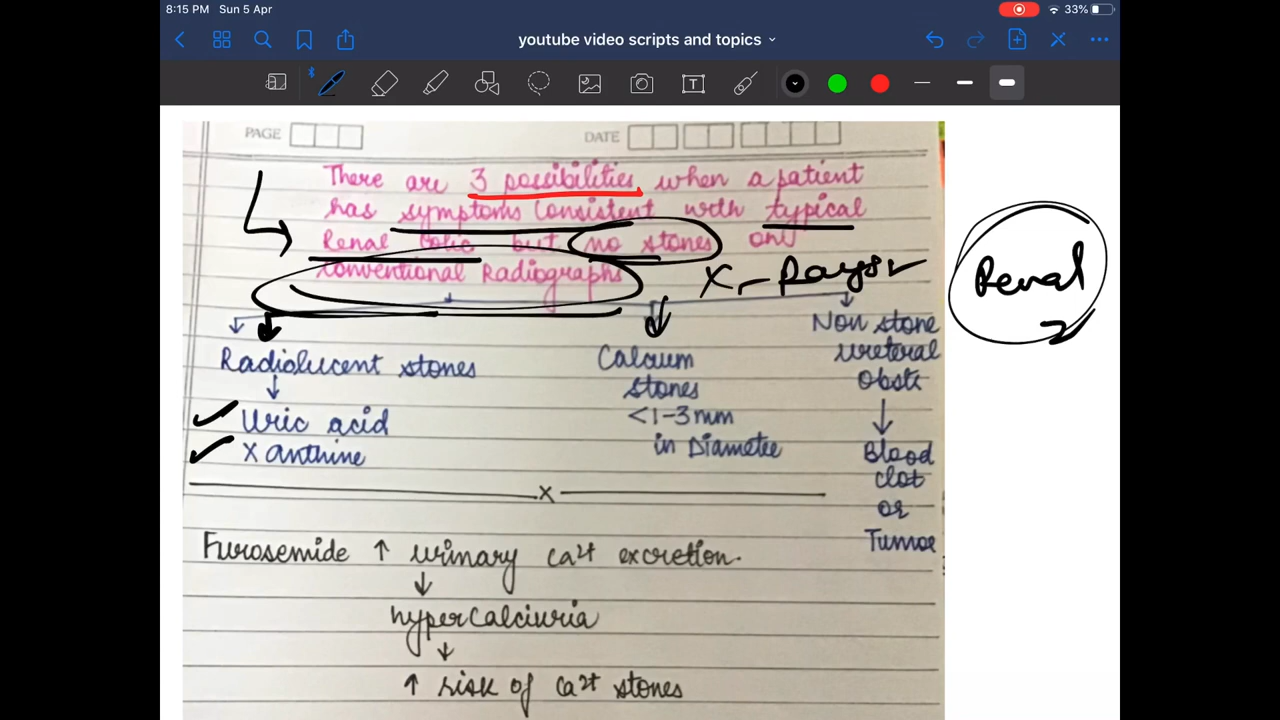 8:15 PM Sun 5 Apr
33%
youtube video scripts and topics
PAGE
DATE
There are 3 possibilities when a patient
has symptoms consistent with typical
Renal colic but no stones on
conventional Radiographs
X-Rays
Renal
Radiolucent stones
Uric acid
Xanthine
Calcium
stones
<1-3mm
in Diameter
Non stone
ureteral
Obst
Blood
clot
or
Tumor
x
Furosemide ↑ urinary ca²⁺ excretion.
↓
hypercalciuria
↓
↑ risk of ca²⁺ stones